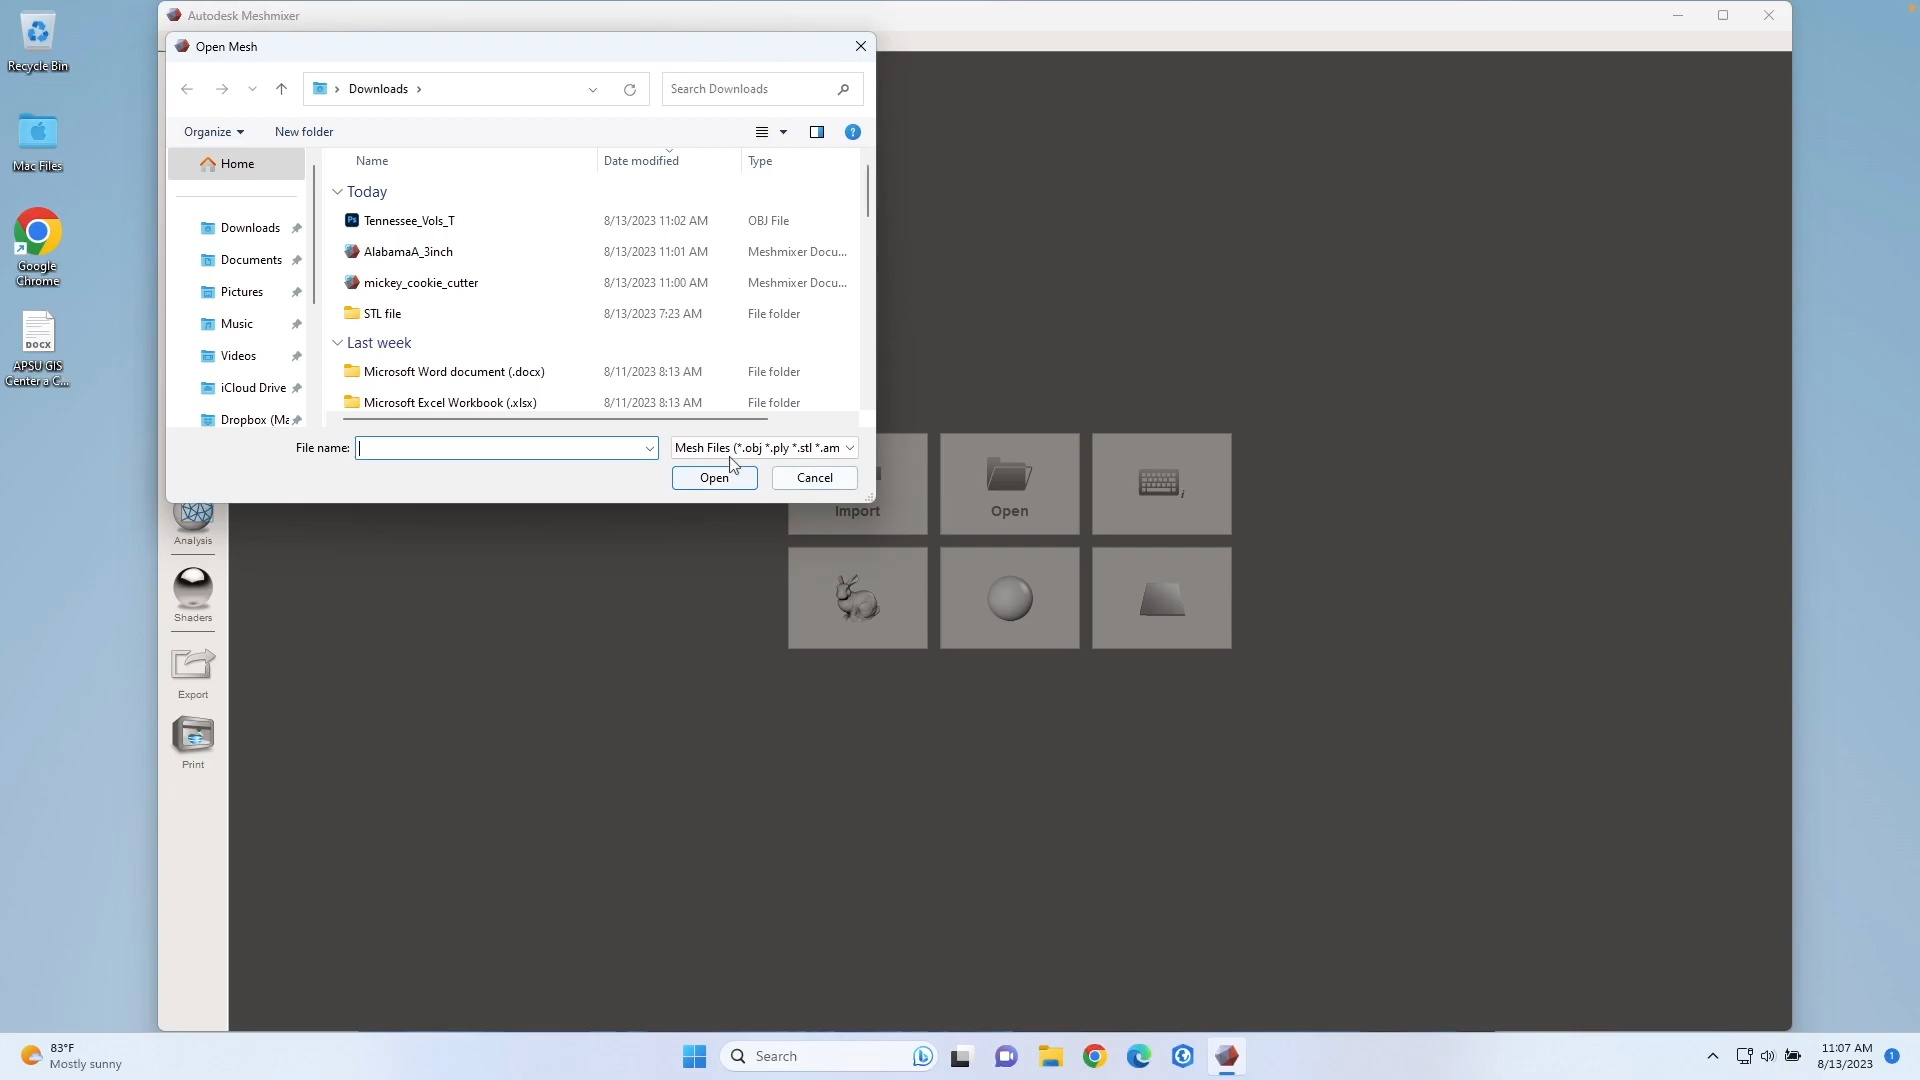 Autodesk Meshmixer
Recycle Bin
Mac Files
Google
Chrome
DOCX
APSU GIS
Center a C...
Open Mesh
Downloads
Search Downloads
Organize
New folder
?
Home
Downloads
Documents
Pictures
Music
Videos
iCloud Drive
Dropbox (Ma
Name Date modified Type
Today
Ps Tennessee_Vols_T 8/13/2023 11:02 AM OBJ File
AlabamaA_3inch 8/13/2023 11:01 AM Meshmixer Docu...
mickey_cookie_cutter 8/13/2023 11:00 AM Meshmixer Docu...
STL file 8/13/2023 7:23 AM File folder
Last week
Microsoft Word document (.docx) 8/11/2023 8:13 AM File folder
Microsoft Excel Workbook (.xlsx) 8/11/2023 8:13 AM File folder
File name:
Mesh Files (*.obj *.ply *.stl *.am
Open
Cancel
Import
Open
i
Analysis
Shaders
Export
Print
83°F
Mostly sunny
Search
11:07 AM
8/13/2023
1